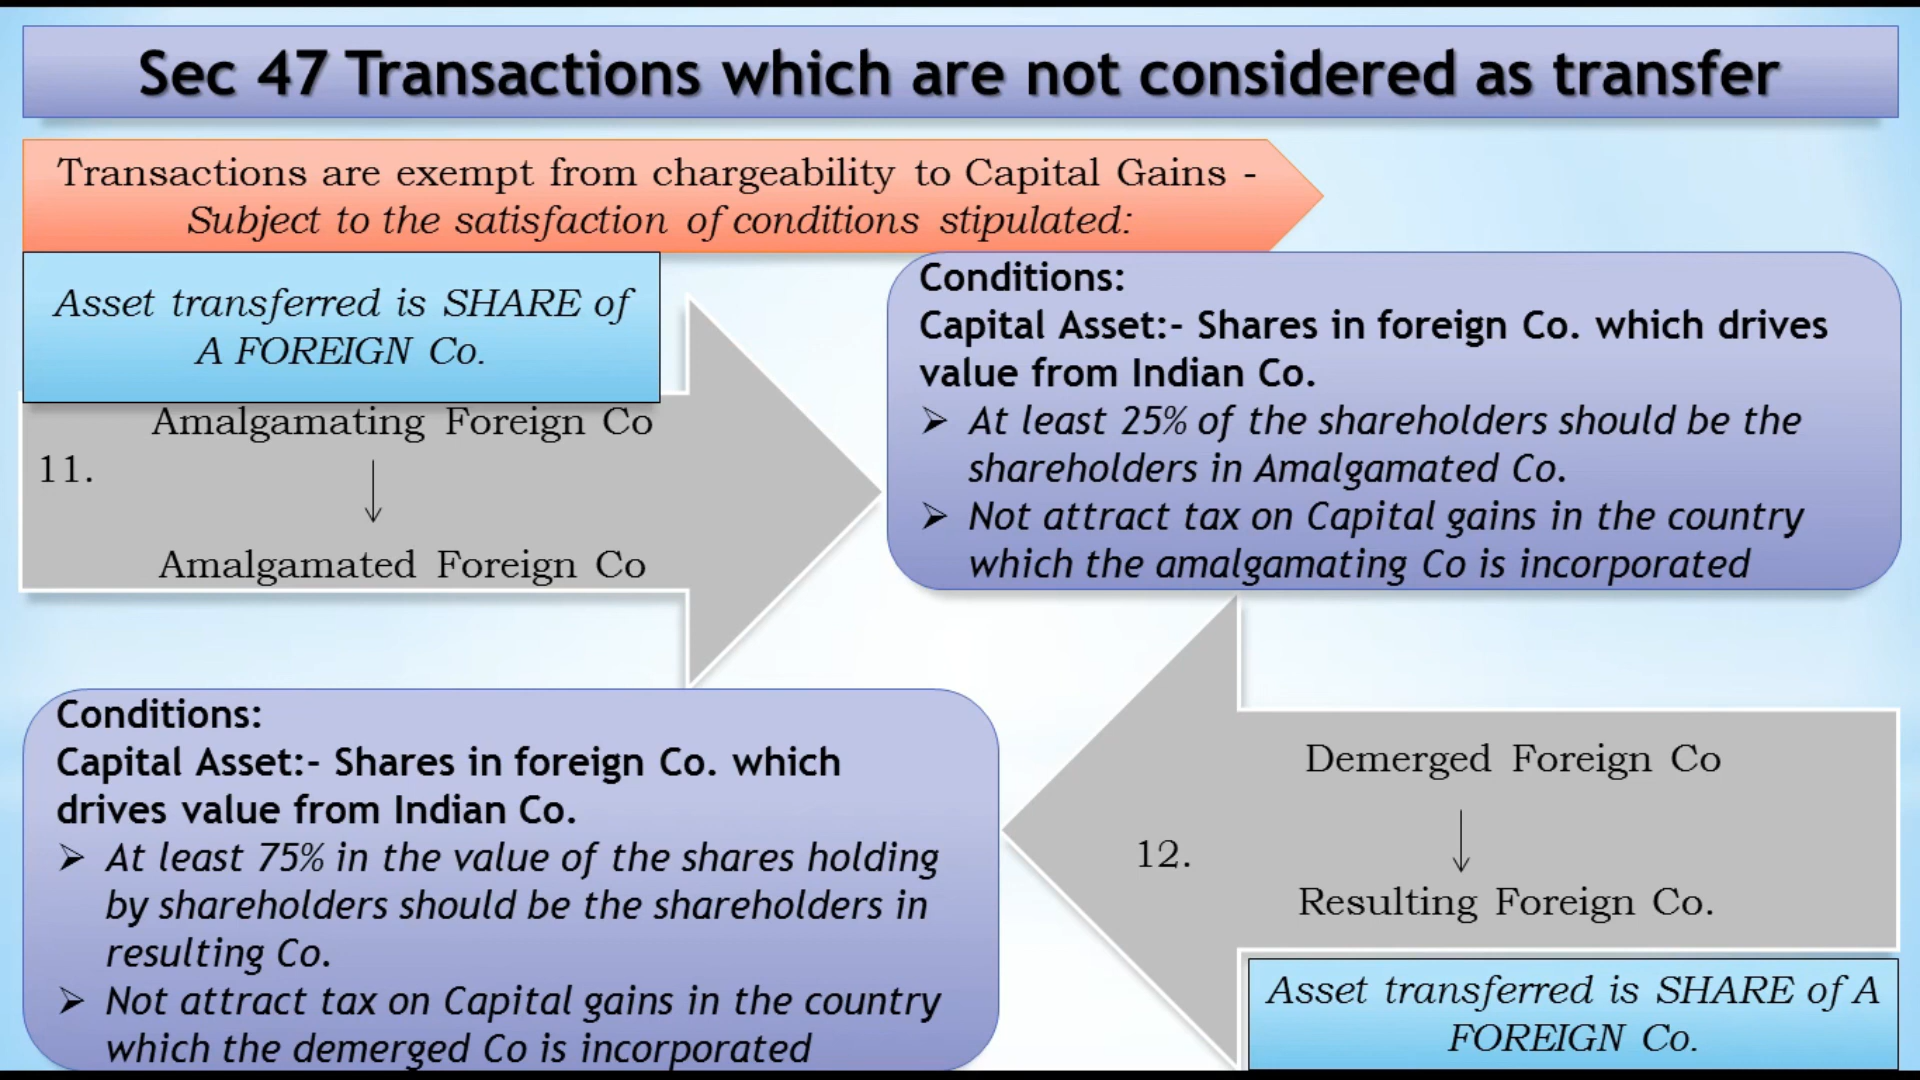 Sec 47 Transactions which are not considered as transfer
Transactions are exempt from chargeability to Capital Gains -
Subject to the satisfaction of conditions stipulated:
Asset transferred is SHARE of
A FOREIGN Co.
Amalgamating Foreign Co
11.
Amalgamated Foreign Co
Conditions:
Capital Asset:- Shares in foreign Co. which drives
value from Indian Co.
➢ At least 25% of the shareholders should be the
shareholders in Amalgamated Co.
➢ Not attract tax on Capital gains in the country
which the amalgamating Co is incorporated
Conditions:
Capital Asset:- Shares in foreign Co. which
drives value from Indian Co.
➢ At least 75% in the value of the shares holding
by shareholders should be the shareholders in
resulting Co.
➢ Not attract tax on Capital gains in the country
which the demerged Co is incorporated
Demerged Foreign Co
12.
Resulting Foreign Co.
Asset transferred is SHARE of A
FOREIGN Co.